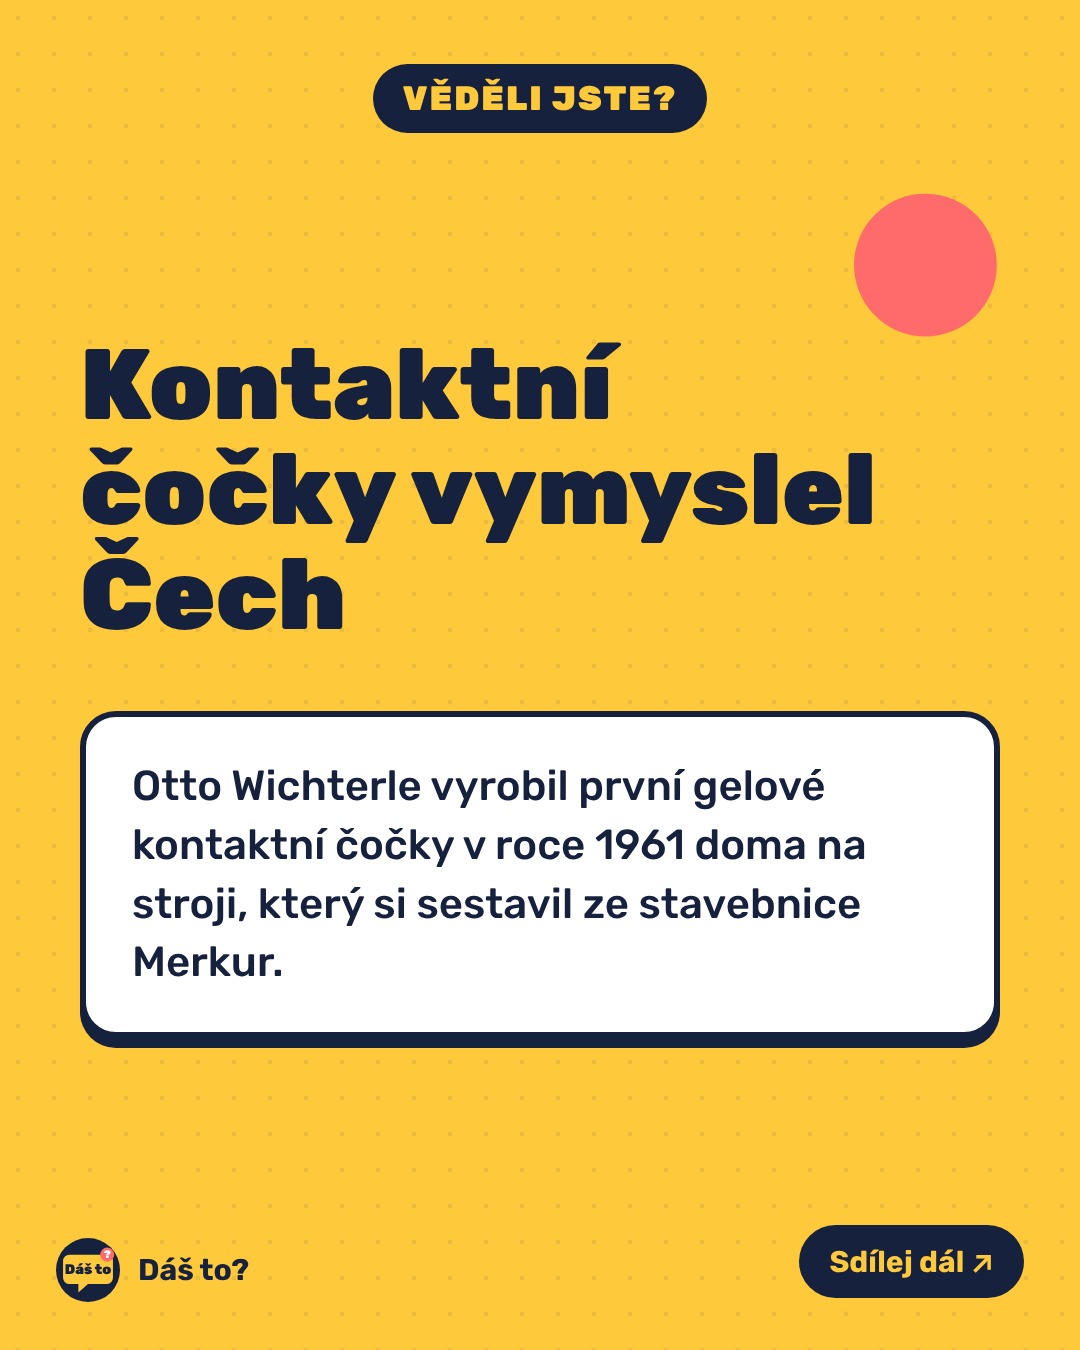 VĚDĚLI JSTE?
Kontaktní
čočky vymyslel
Čech
Otto Wichterle vyrobil první gelové
kontaktní čočky v roce 1961 doma na
stroji, který si sestavil ze stavebnice
Merkur.
Dáš to ?
Dáš to?
Sdílej dál ↗